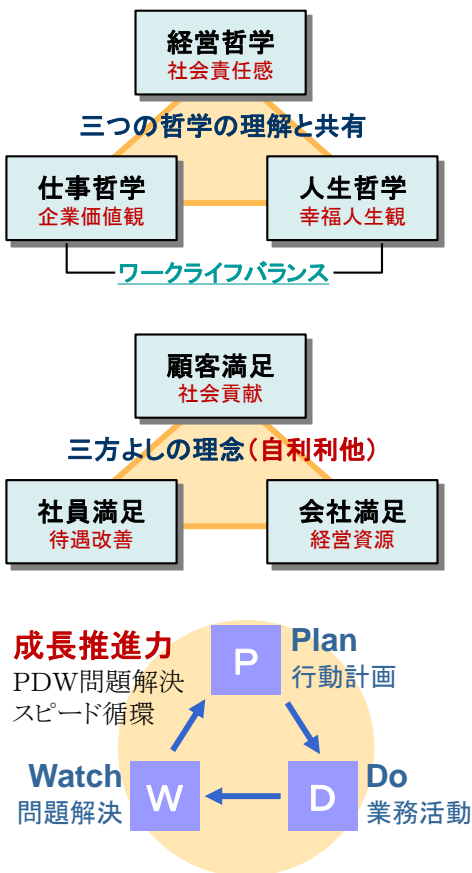 経営哲学
社会責任感
三つの哲学の理解と共有
仕事哲学
企業価値観
人生哲学
幸福人生観
ワークライフバランス
顧客満足
社会貢献
三方よしの理念(自利利他)
社員満足
待遇改善
会社満足
経営資源
成長推進力
PDW問題解決
スピード循環
P
Plan
行動計画
Watch
問題解決
W
D
Do
業務活動